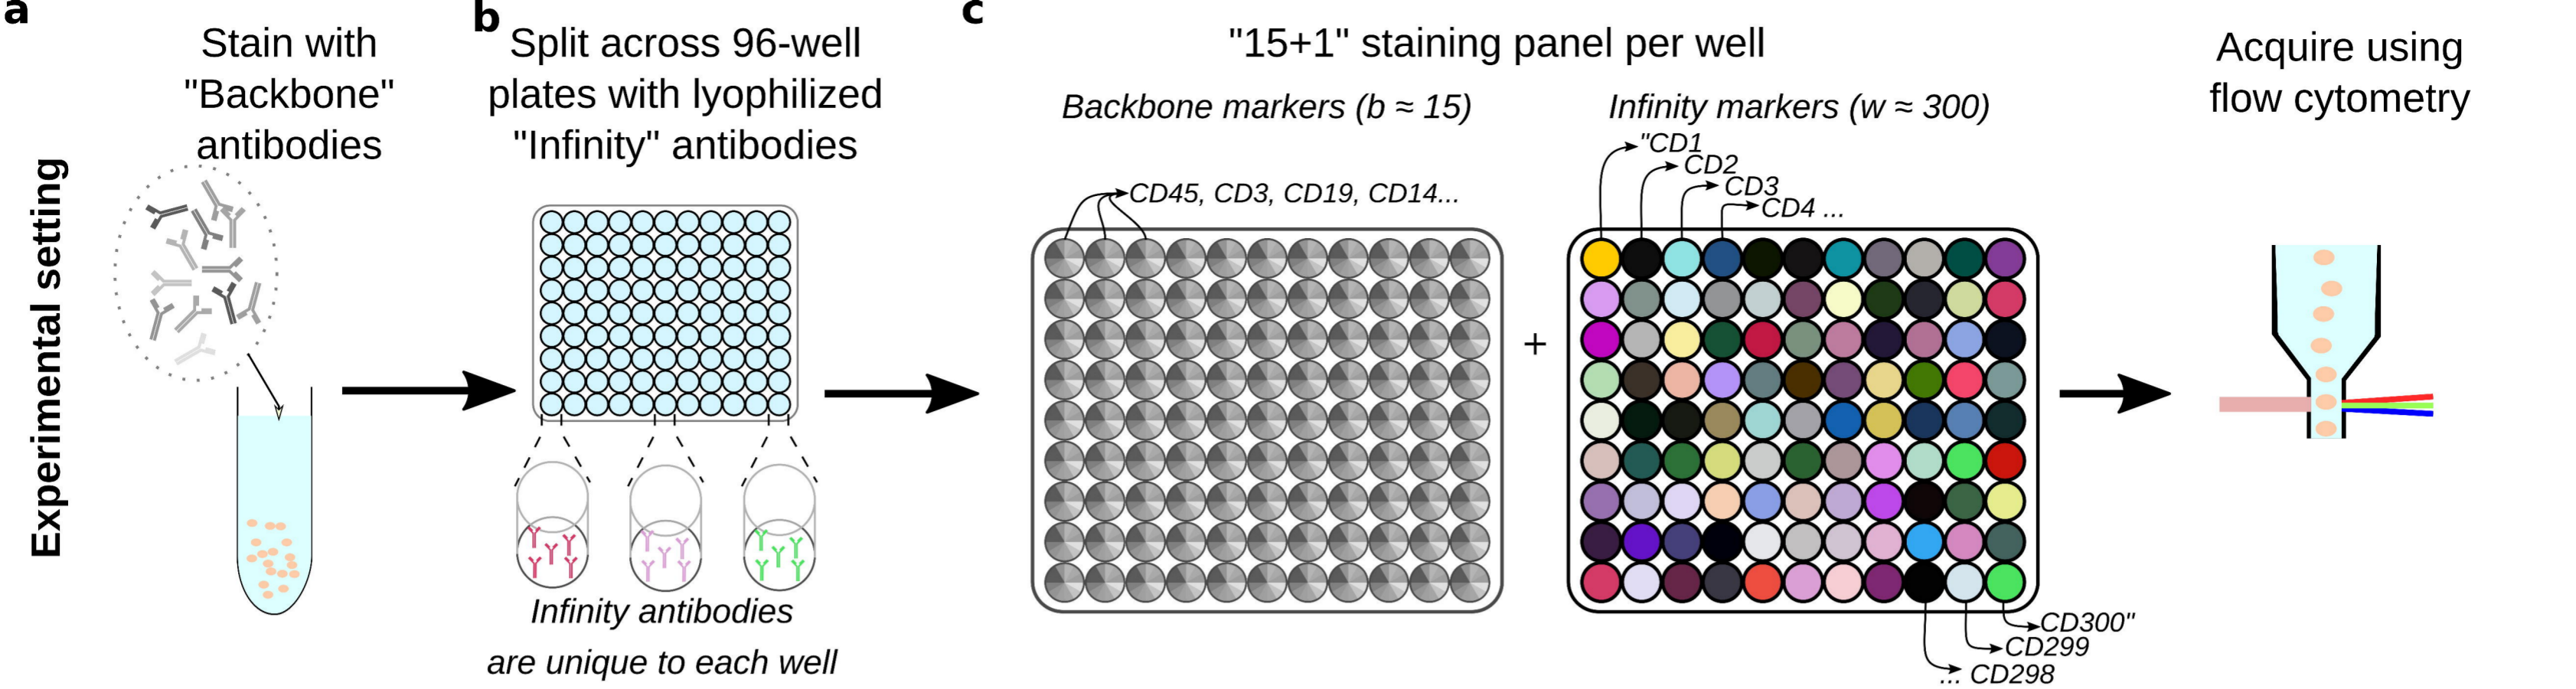 a
Stain with
"Backbone"
antibodies
Experimental setting
b
Split across 96-well
plates with lyophilized
"Infinity" antibodies
Infinity antibodies
are unique to each well
c
"15+1" staining panel per well
Backbone markers (b ≈ 15)
CD45, CD3, CD19, CD14...
+
Infinity markers (w ≈ 300)
"CD1
CD2
CD3
CD4 ...
CD300"
CD299
... CD298
Acquire using
flow cytometry